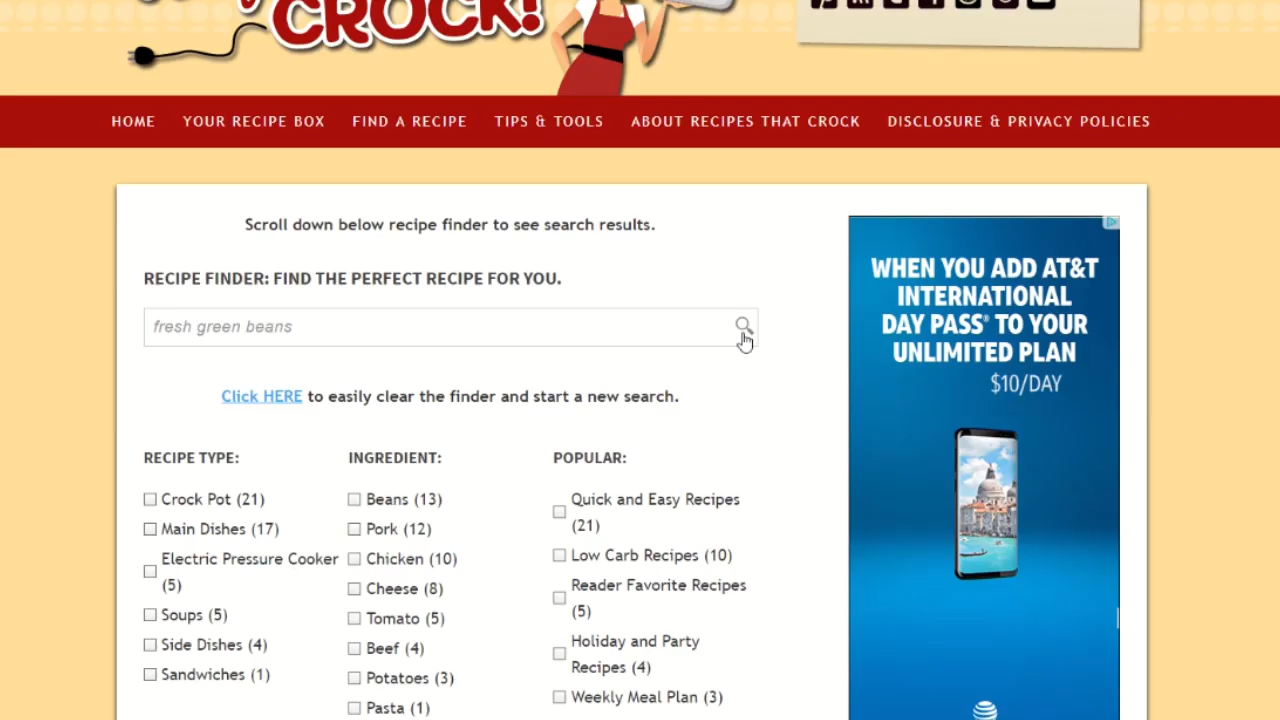 CROCK!
HOME YOUR RECIPE BOX FIND A RECIPE TIPS & TOOLS ABOUT RECIPES THAT CROCK DISCLOSURE & PRIVACY POLICIES
Scroll down below recipe finder to see search results.
RECIPE FINDER: FIND THE PERFECT RECIPE FOR YOU.
fresh green beans
Click HERE to easily clear the finder and start a new search.
RECIPE TYPE:
Crock Pot (21)
Main Dishes (17)
Electric Pressure Cooker
(5)
Soups (5)
Side Dishes (4)
Sandwiches (1)
INGREDIENT:
Beans (13)
Pork (12)
Chicken (10)
Cheese (8)
Tomato (5)
Beef (4)
Potatoes (3)
Pasta (1)
POPULAR:
Quick and Easy Recipes
(21)
Low Carb Recipes (10)
Reader Favorite Recipes
(5)
Holiday and Party
Recipes (4)
Weekly Meal Plan (3)
WHEN YOU ADD AT&T
INTERNATIONAL
DAY PASS® TO YOUR
UNLIMITED PLAN
$10/DAY